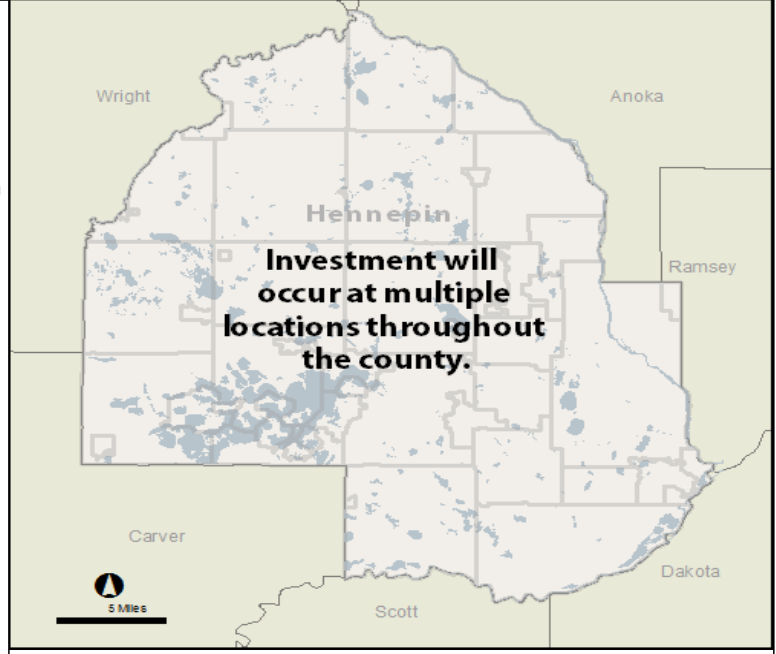 Wright
Anoka
Hennepin
Investment will
occur at multiple
locations throughout
the county.
Ramsey
Carver
Dakota
5 Miles
Scott